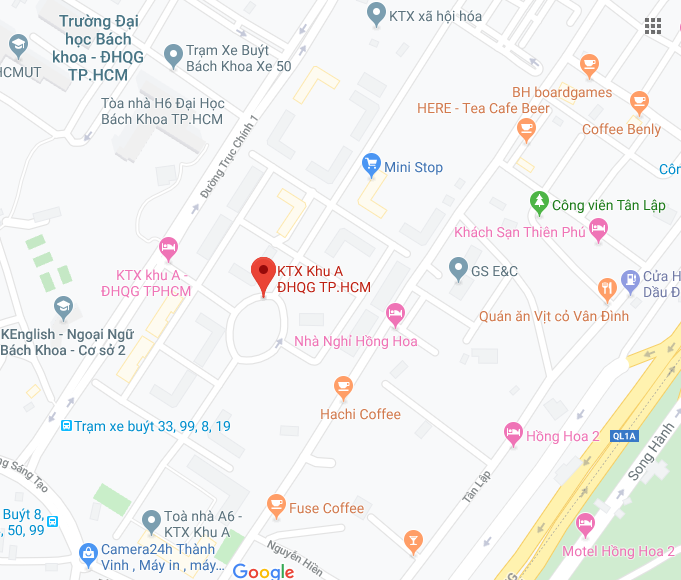 Trường Đại
học Bách
khoa - ĐHQG
TP.HCM
HCMUT
KTX xã hội hóa
Trạm Xe Buýt
Bách Khoa Xe 50
Tòa nhà H6 Đại Học
Bách Khoa TP.HCM
BH boardgames
HERE - Tea Cafe Beer
Coffee Benly
Đường Trục Chính 1
Mini Stop
Côn
Công viên Tân Lập
Khách Sạn Thiên Phú
KTX khu A -
ĐHQG TPHCM
KTX Khu A
ĐHQG TP.HCM
GS E&C
Cửa H
Dầu Đ
Quán ăn Vịt cỏ Vân Đình
KEnglish - Ngoại Ngữ
Bách Khoa - Cơ sở 2
Nhà Nghỉ Hồng Hoa
Hachi Coffee
Trạm xe buýt 33, 99, 8, 19
Hồng Hoa 2
QL1A
Song Hành
ng Sáng Tạo
Tân Lập
Buýt 8,
, 50, 99
Toà nhà A6 -
KTX Khu A
Fuse Coffee
Camera24h Thành
Vinh , Máy in , máy...
Nguyễn Hiền
Motel Hồng Hoa 2
Google
G